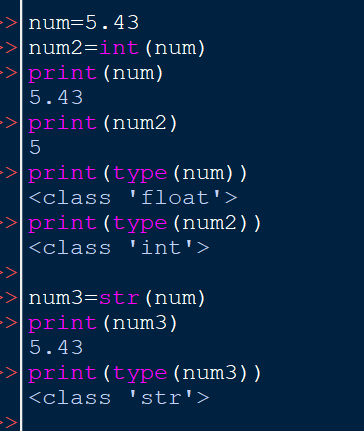 >> num=5.43
>> num2=int(num)
>> print(num)
5.43
>> print(num2)
5
>> print(type(num))
<class 'float'>
>> print(type(num2))
<class 'int'>
>>
>> num3=str(num)
>> print(num3)
5.43
>> print(type(num3))
<class 'str'>
>>